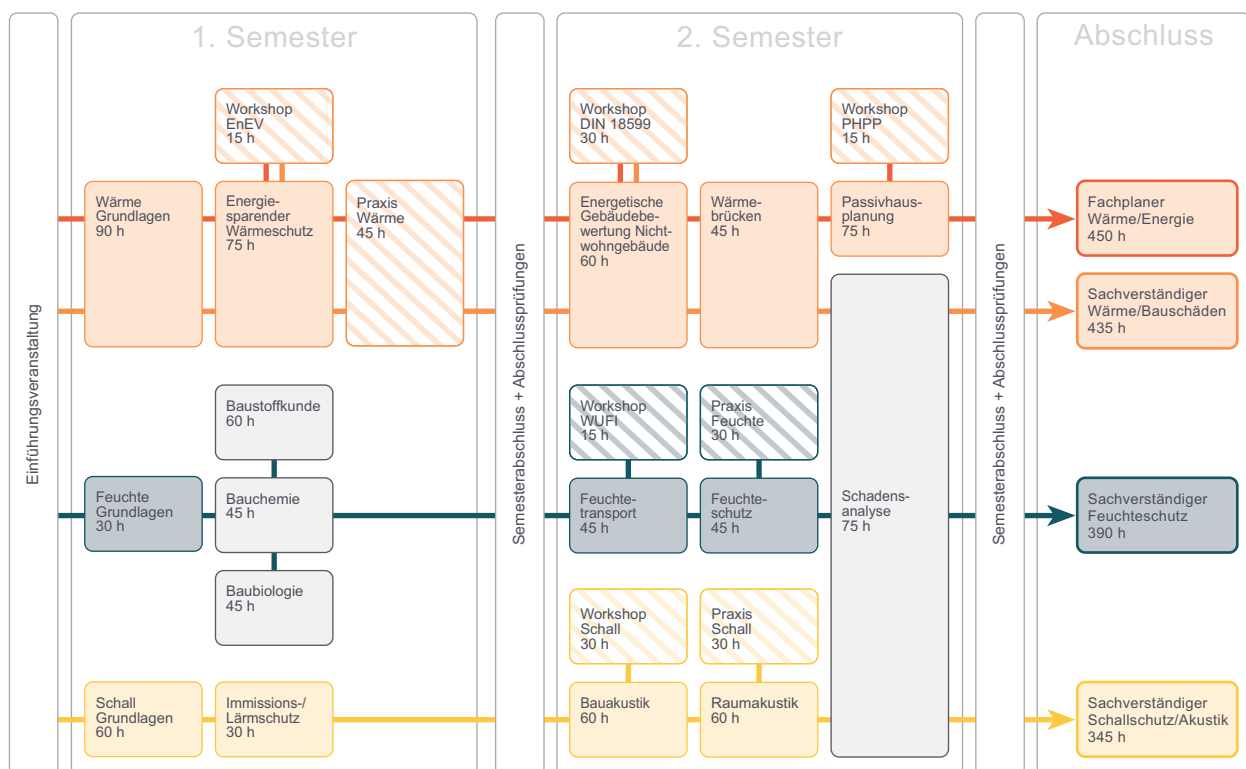 1. Semester
2. Semester
Abschluss
Einführungsveranstaltung
Workshop
EnEV
15 h
Wärme
Grundlagen
90 h
Energie-
sparender
Wärmeschutz
75 h
Praxis
Wärme
45 h
Baustoffkunde
60 h
Feuchte
Grundlagen
30 h
Bauchemie
45 h
Baubiologie
45 h
Schall
Grundlagen
60 h
Immissions-/
Lärmschutz
30 h
Semesterabschluss + Abschlussprüfungen
Workshop
DIN 18599
30 h
Workshop
PHPP
15 h
Energetische
Gebäudebe-
wertung Nicht-
wohngebäude
60 h
Wärme-
brücken
45 h
Passivhaus-
planung
75 h
Workshop
WUFI
15 h
Praxis
Feuchte
30 h
Feuchte-
transport
45 h
Feuchte-
schutz
45 h
Schadens-
analyse
75 h
Workshop
Schall
30 h
Praxis
Schall
30 h
Bauakustik
60 h
Raumakustik
60 h
Semesterabschluss + Abschlussprüfungen
Fachplaner
Wärme/Energie
450 h
Sachverständiger
Wärme/Bauschäden
435 h
Sachverständiger
Feuchteschutz
390 h
Sachverständiger
Schallschutz/Akustik
345 h